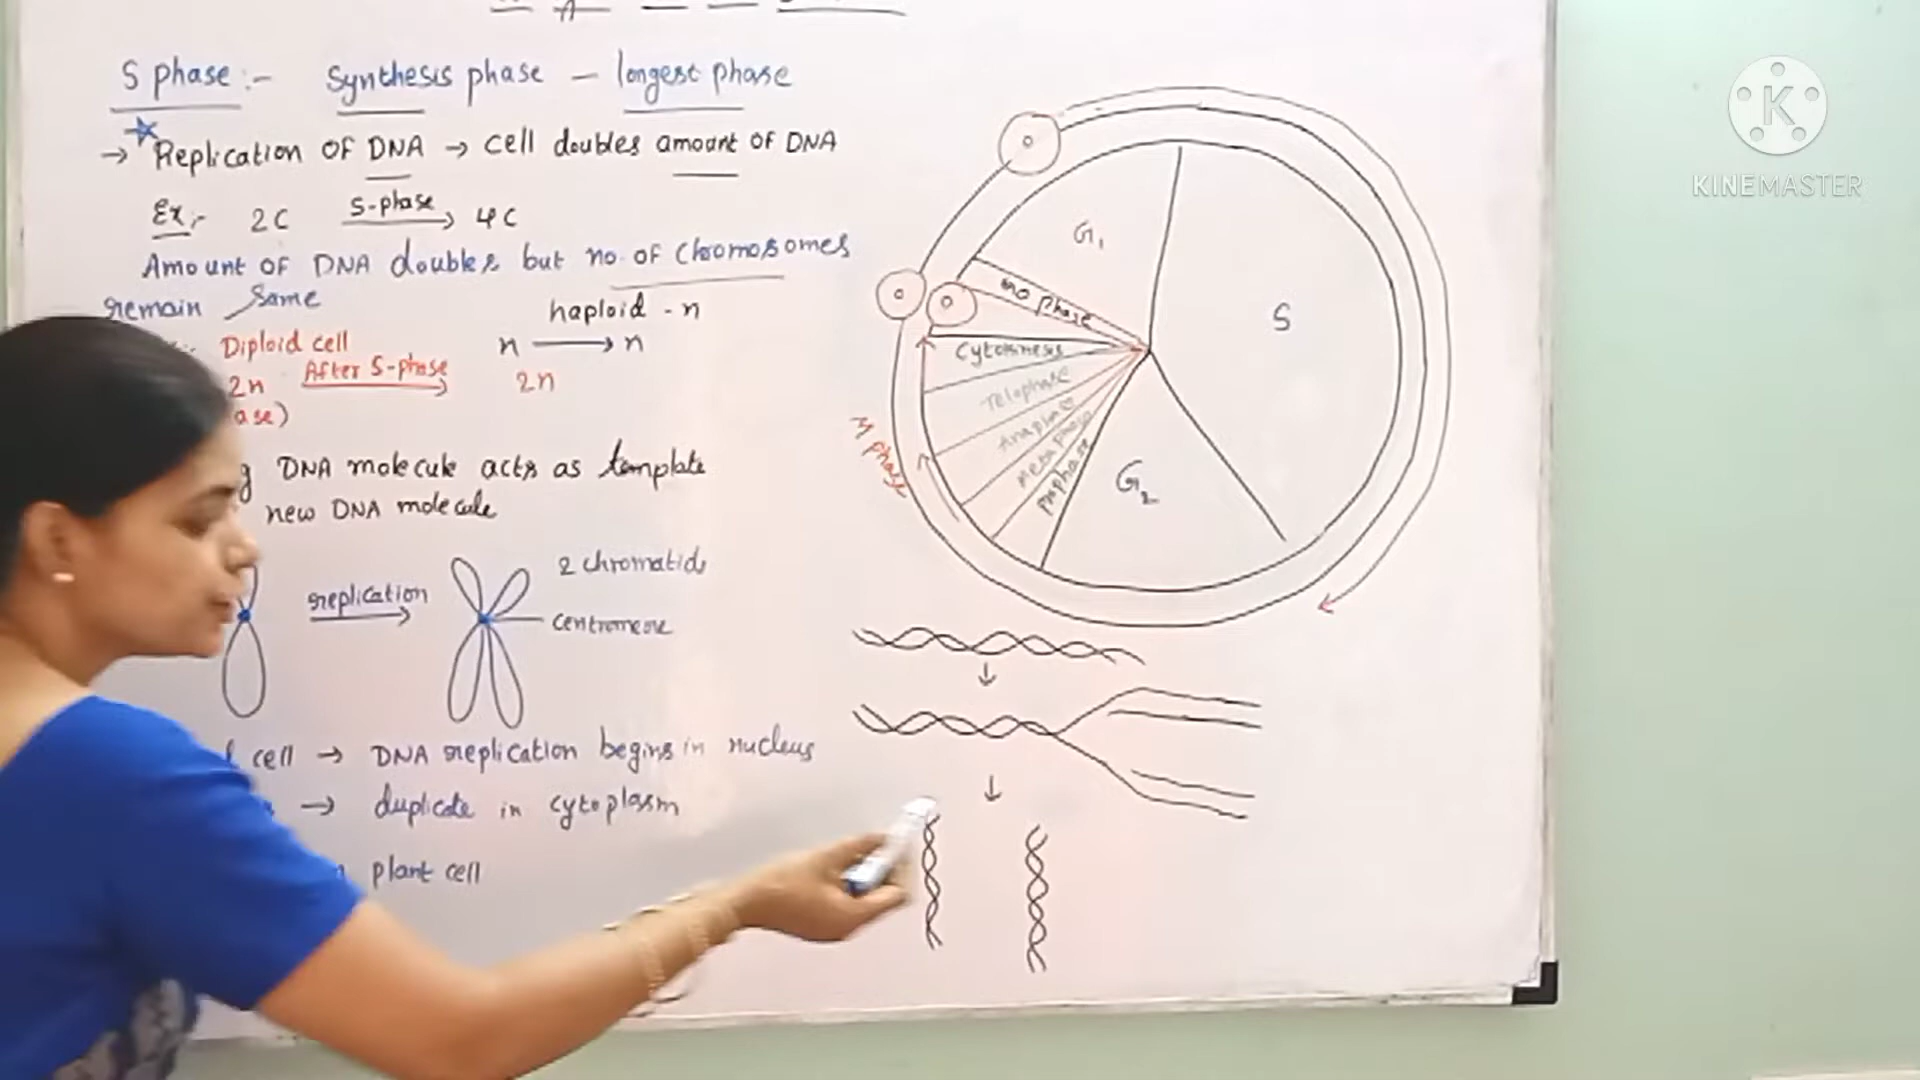 S phase :- Synthesis phase - longest phase
→ Replication OF DNA → cell doubles amount OF DNA
Ex:- 2C S-phase → 4C
Amount OF DNA doubles but no. OF Chromosomes
remain same
haploid - n
Diploid cell n → n
2n After S-phase → 2n
ase)
g DNA molecule acts as template
new DNA molecule
replication → 2 chromatids
centromere
cell → DNA replication begins in nucleus
→ duplicate in cytoplasm
plant cell
G1
S
G2
Cytokinesis
Telophase
Anaphase
Metaphase
Prophase
M phase
KINEMASTER